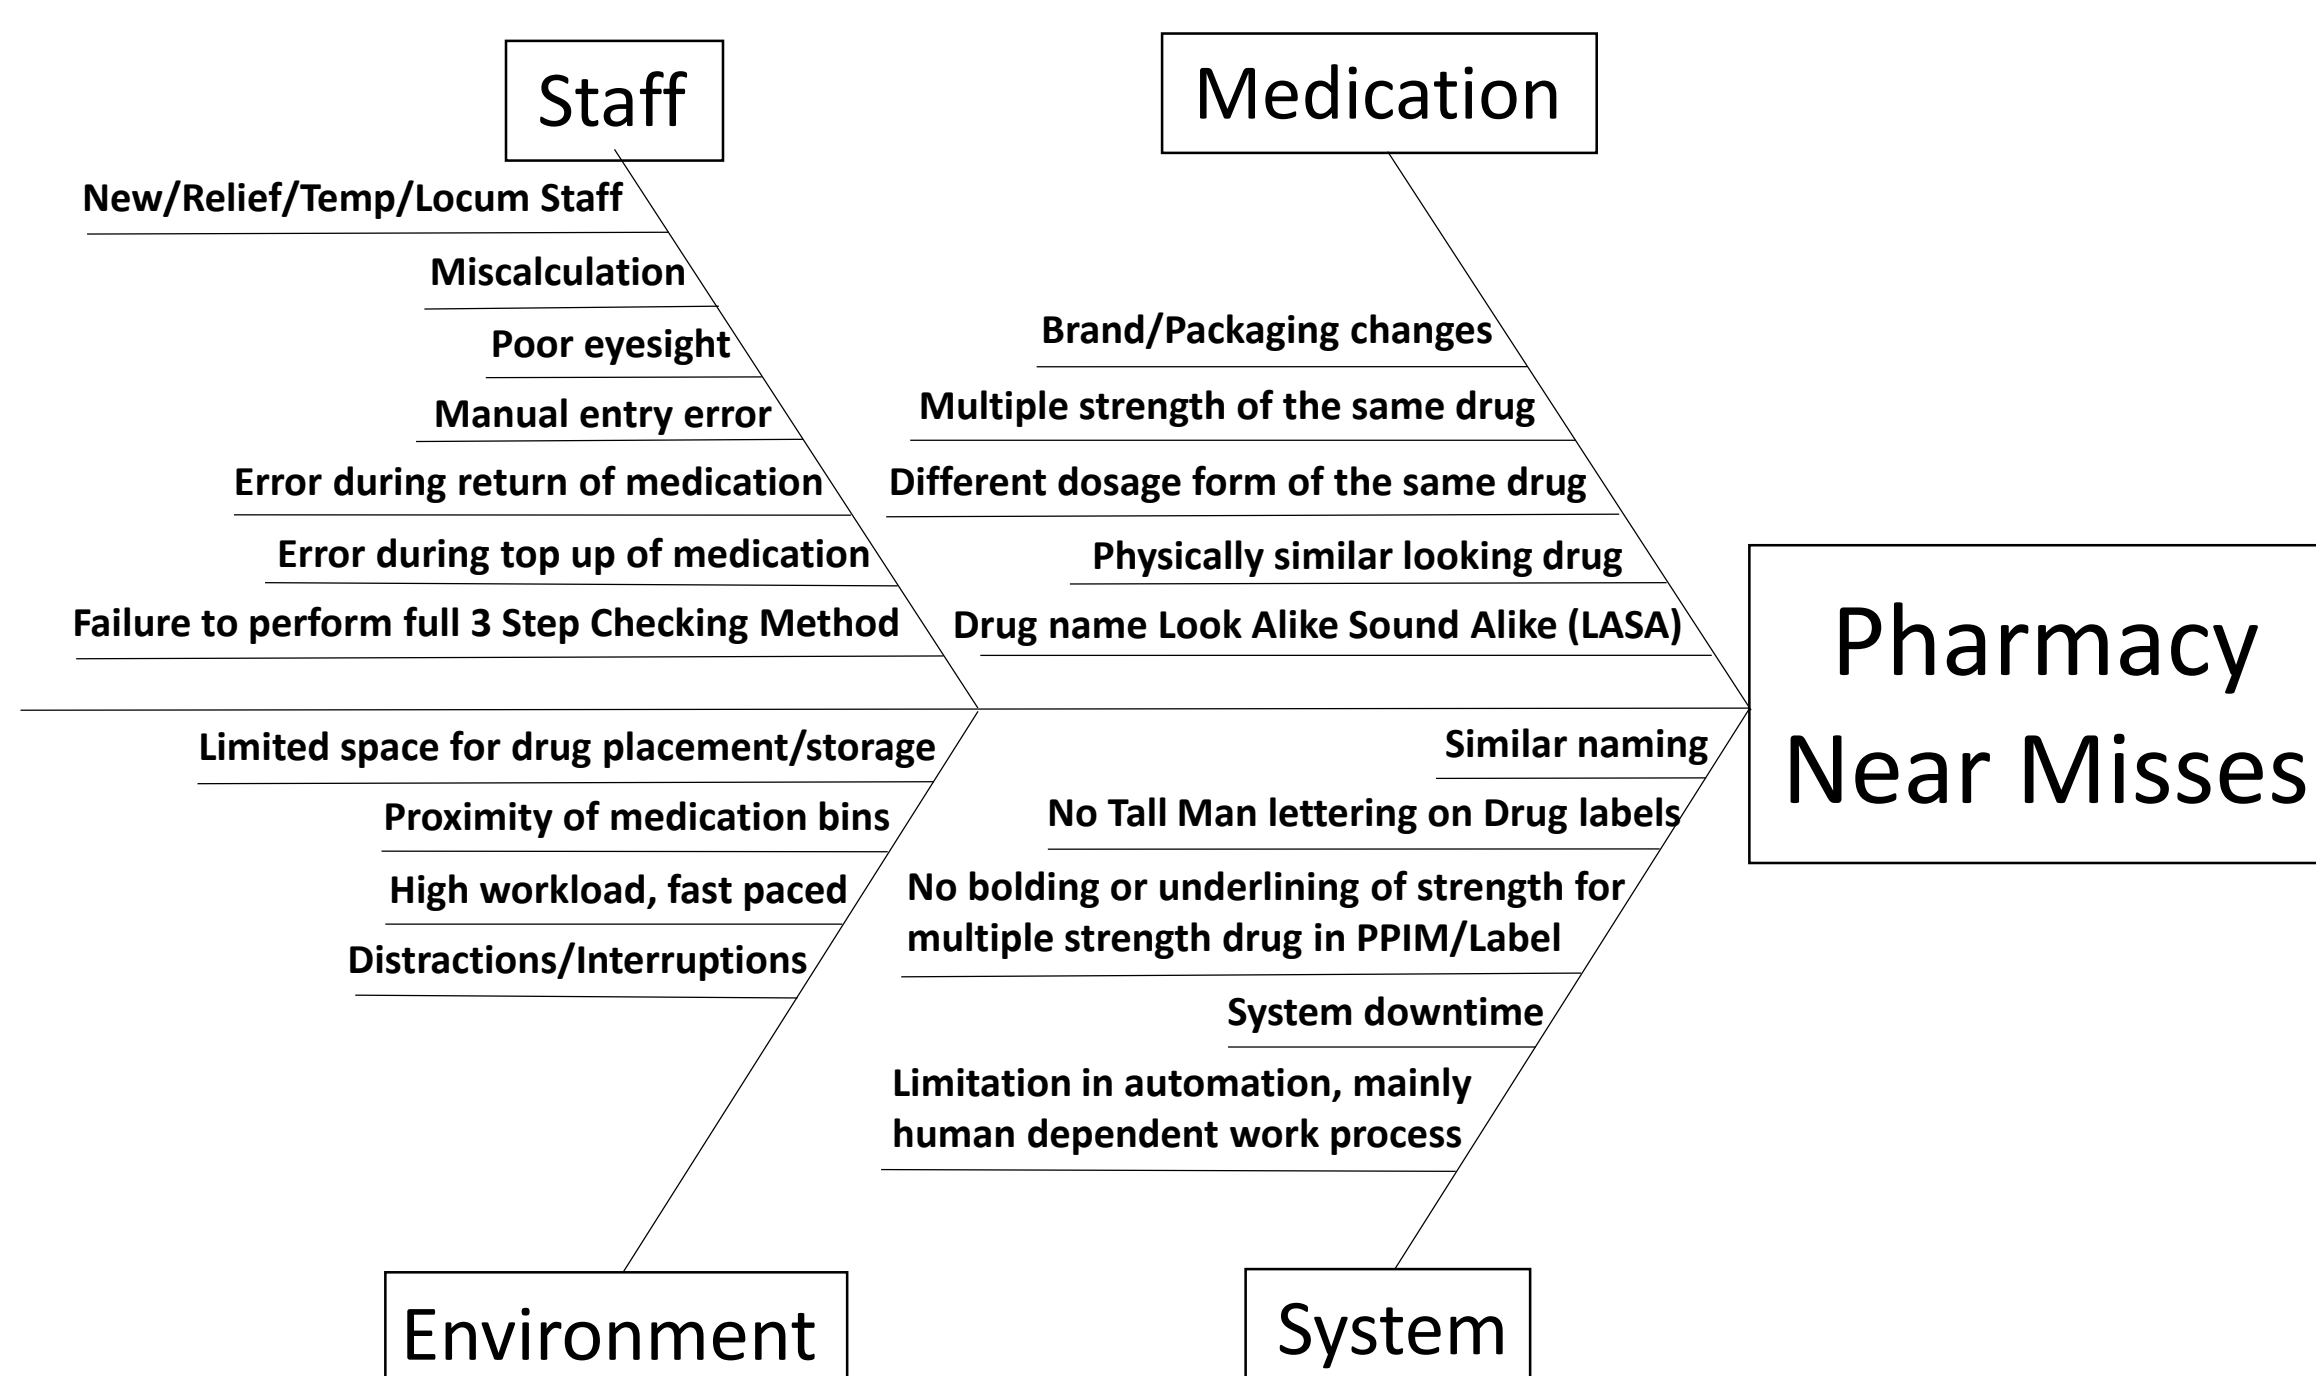 Staff
New/Relief/Temp/Locum Staff
Miscalculation
Poor eyesight
Manual entry error
Error during return of medication
Error during top up of medication
Failure to perform full 3 Step Checking Method
Medication
Brand/Packaging changes
Multiple strength of the same drug
Different dosage form of the same drug
Physically similar looking drug
Drug name Look Alike Sound Alike (LASA)
Pharmacy
Near Misses
Limited space for drug placement/storage
Proximity of medication bins
High workload, fast paced
Distractions/Interruptions
Environment
Similar naming
No Tall Man lettering on Drug labels
No bolding or underlining of strength for
multiple strength drug in PPIM/Label
System downtime
Limitation in automation, mainly
human dependent work process
System